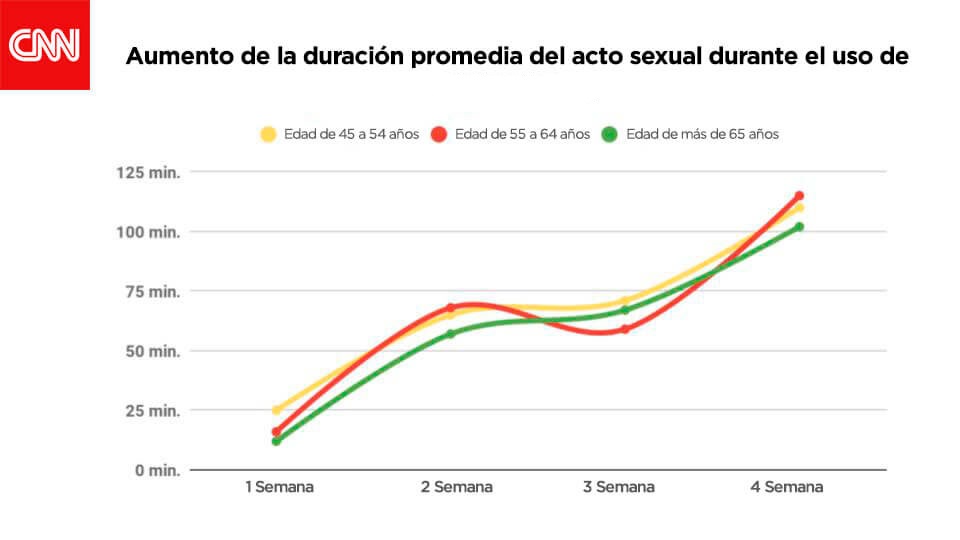 CNN
Aumento de la duración promedia del acto sexual durante el uso de
Edad de 45 a 54 años Edad de 55 a 64 años Edad de más de 65 años
125 min.
100 min.
75 min.
50 min.
25 min.
0 min.
1 Semana 2 Semana 3 Semana 4 Semana